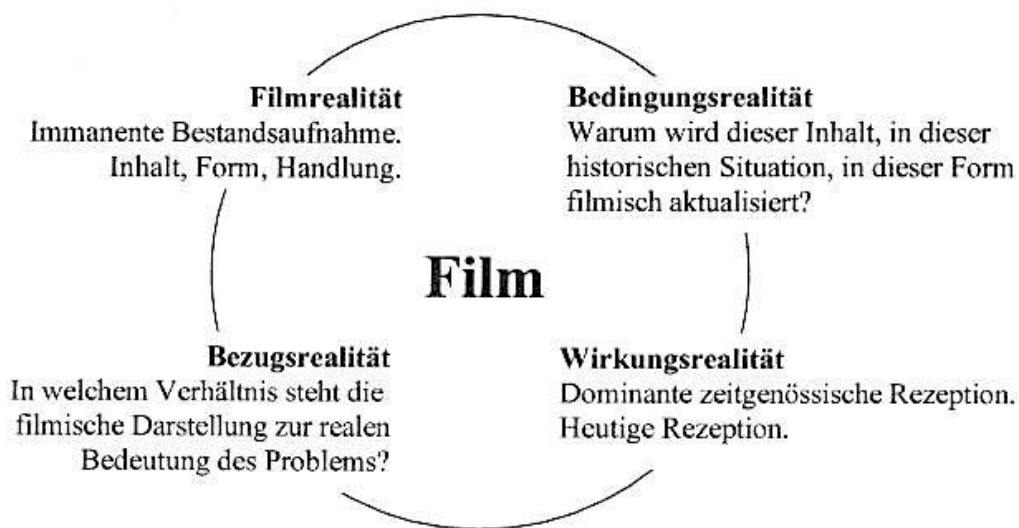 Filmrealität
Immanente Bestandsaufnahme.
Inhalt, Form, Handlung.
Bedingungsrealität
Warum wird dieser Inhalt, in dieser
historischen Situation, in dieser Form
filmisch aktualisiert?
Film
Bezugsrealität
In welchem Verhältnis steht die
filmische Darstellung zur realen
Bedeutung des Problems?
Wirkungsrealität
Dominante zeitgenössische Rezeption.
Heutige Rezeption.